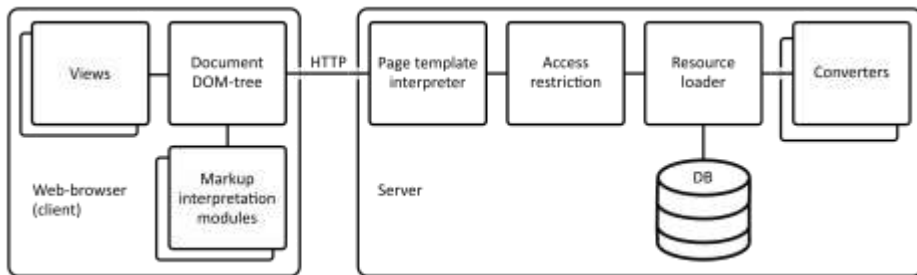 Views
Document
DOM-tree
HTTP
Page template
interpreter
Access
restriction
Resource
loader
Converters
Web-browser
(client)
Markup
interpretation
modules
Server
DB